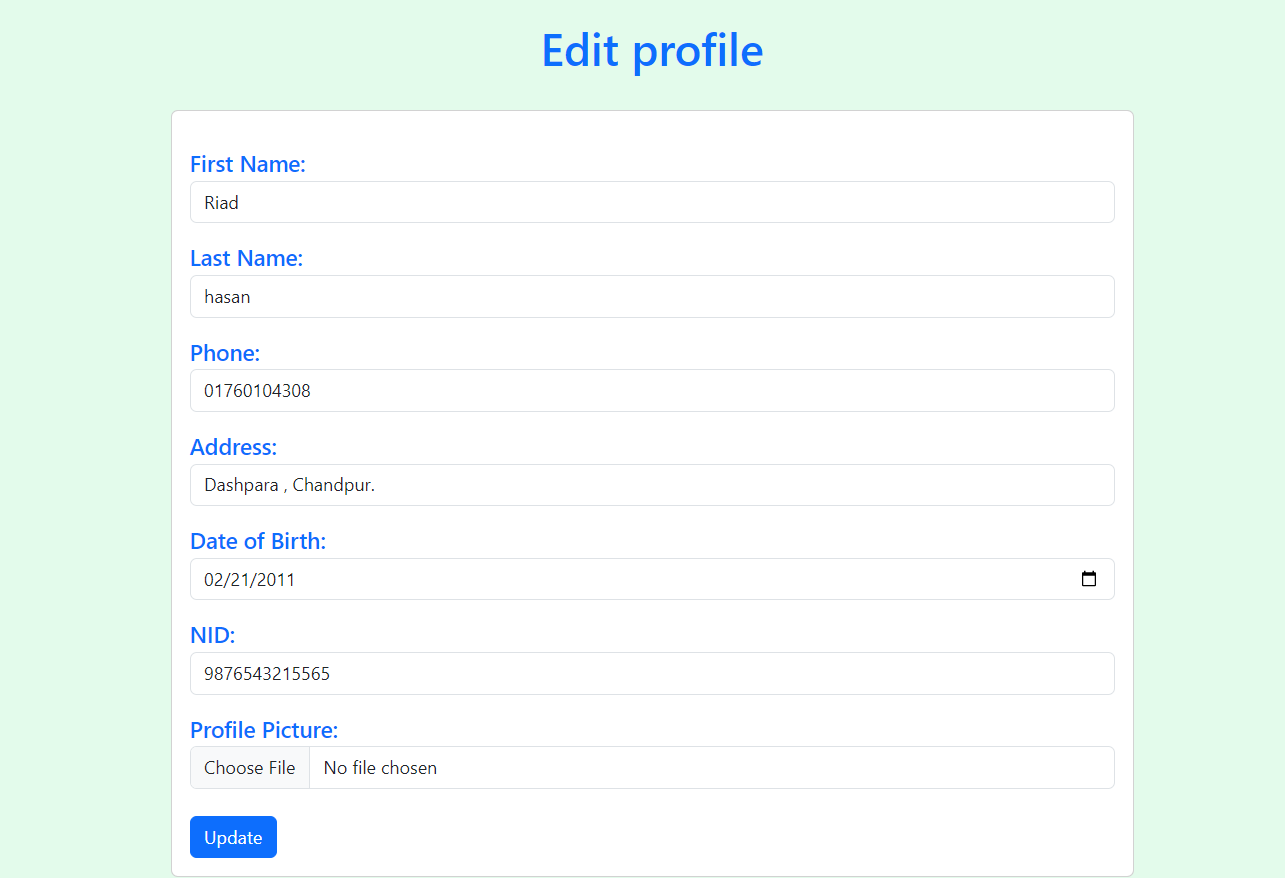 Edit profile
First Name:
Riad
Last Name:
hasan
Phone:
01760104308
Address:
Dashpara , Chandpur.
Date of Birth:
02/21/2011
NID:
9876543215565
Profile Picture:
Choose File No file chosen
Update